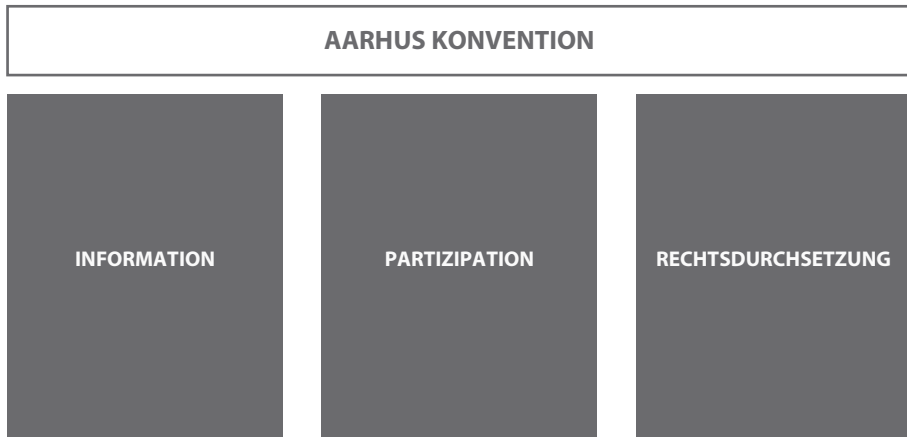 AARHUS KONVENTION
INFORMATION
PARTIZIPATION
RECHTSDURCHSETZUNG